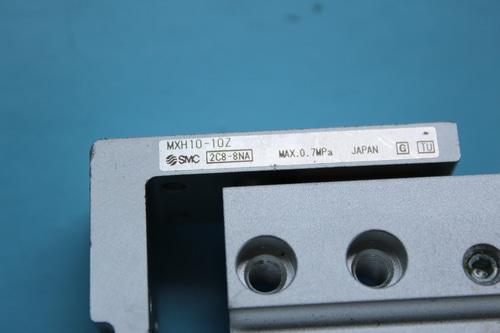 MXH10-10Z
SMC 2C8-8NA MAX.0.7MPa JAPAN G TU